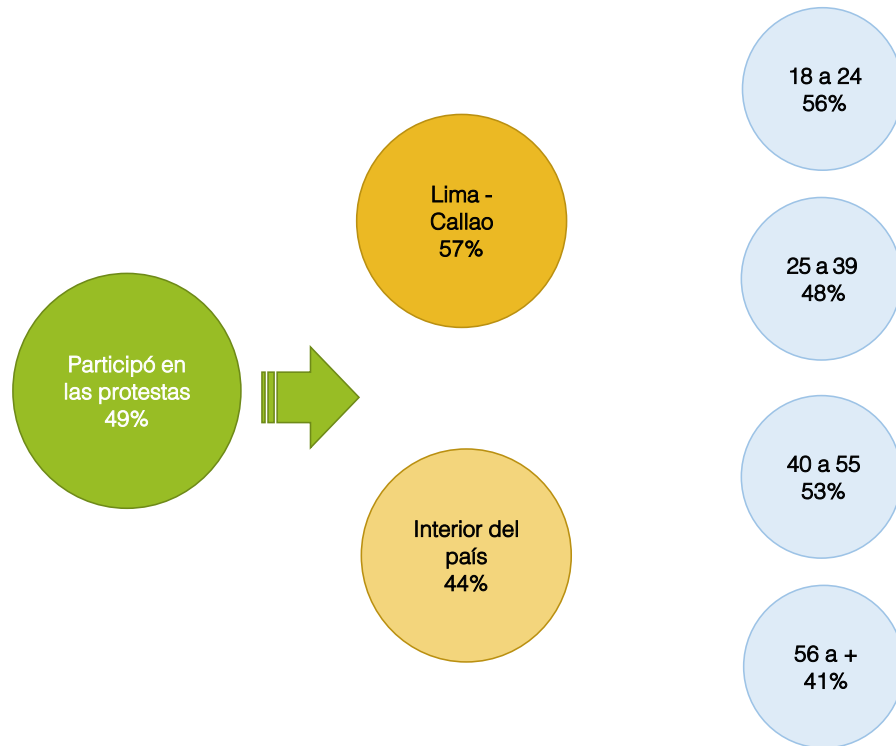 Participó en
las protestas
49%
Lima -
Callao
57%
Interior del
país
44%
18 a 24
56%
25 a 39
48%
40 a 55
53%
56 a +
41%